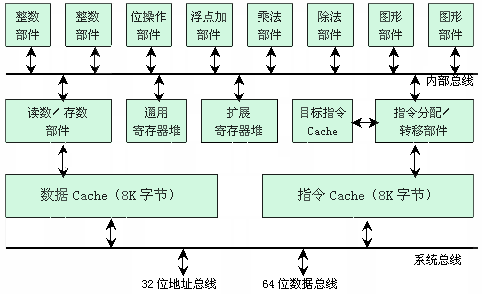 整数 整数 位操作 浮点加 乘法 除法 图形 图形
部件 部件 部件 部件 部件 部件 部件 部件
内部总线
读数/存数 通用 扩展 目标指令 指令分配/
部件 寄存器堆 寄存器堆 Cache 转移部件
数据 Cache（8K 字节） 指令 Cache（8K 字节）
系统总线
32 位地址总线 64 位数据总线